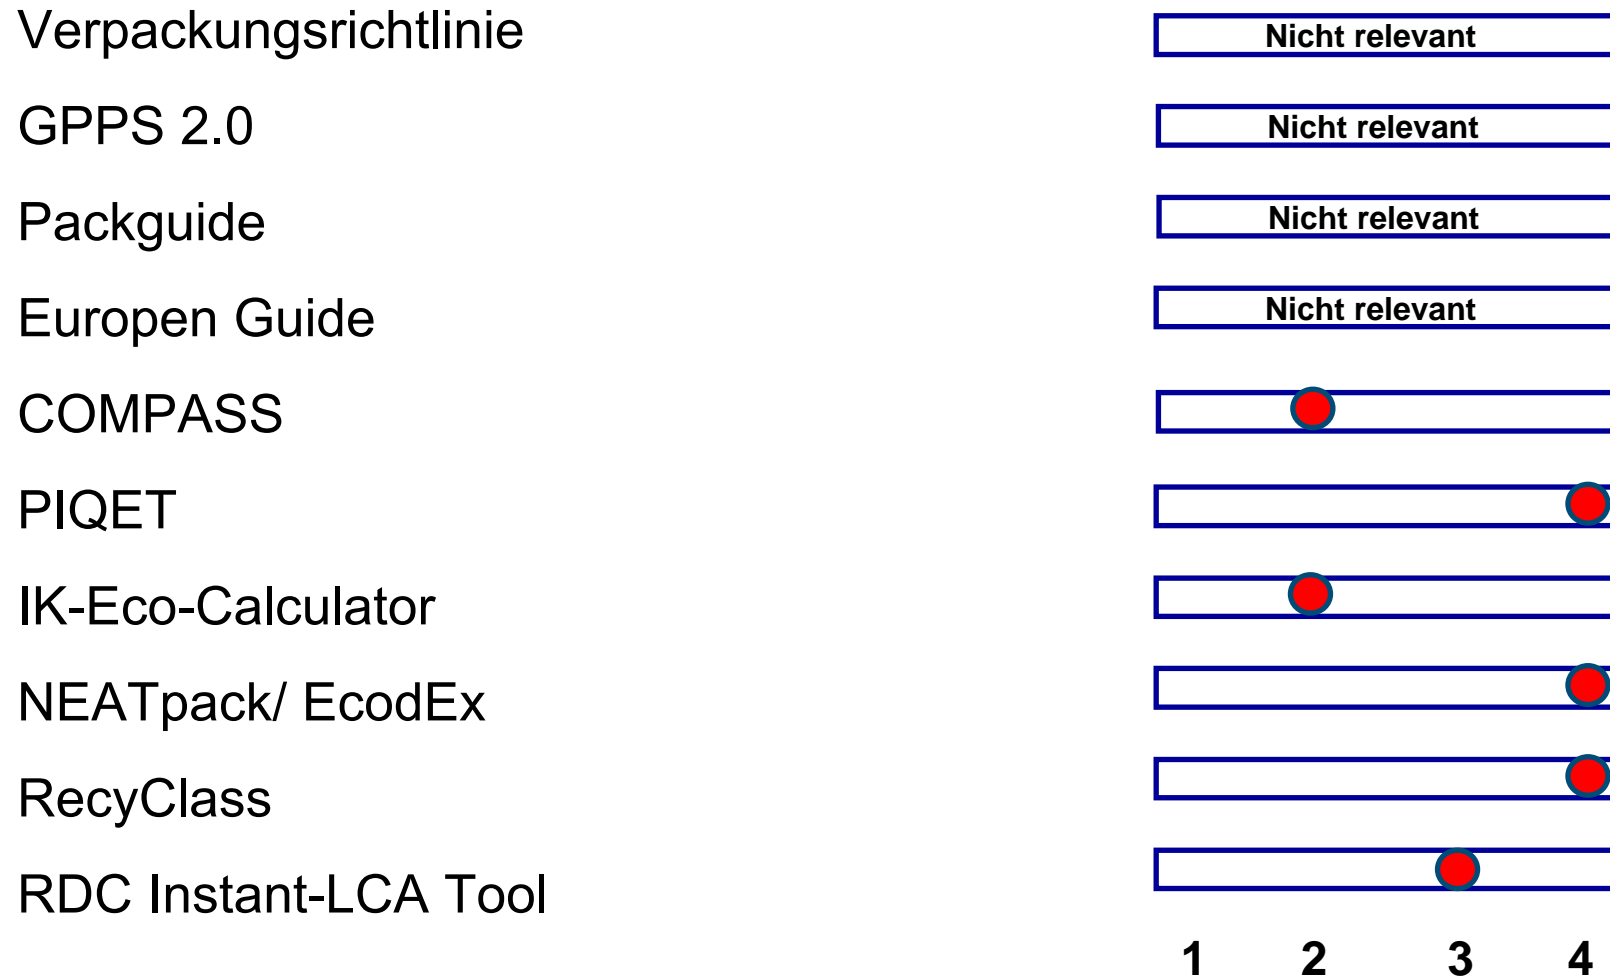 Verpackungsrichtlinie Nicht relevant
GPPS 2.0 Nicht relevant
Packguide Nicht relevant
Europen Guide Nicht relevant
COMPASS
PIQET
IK-Eco-Calculator
NEATpack/ EcodEx
RecyClass
RDC Instant-LCA Tool
1 2 3 4